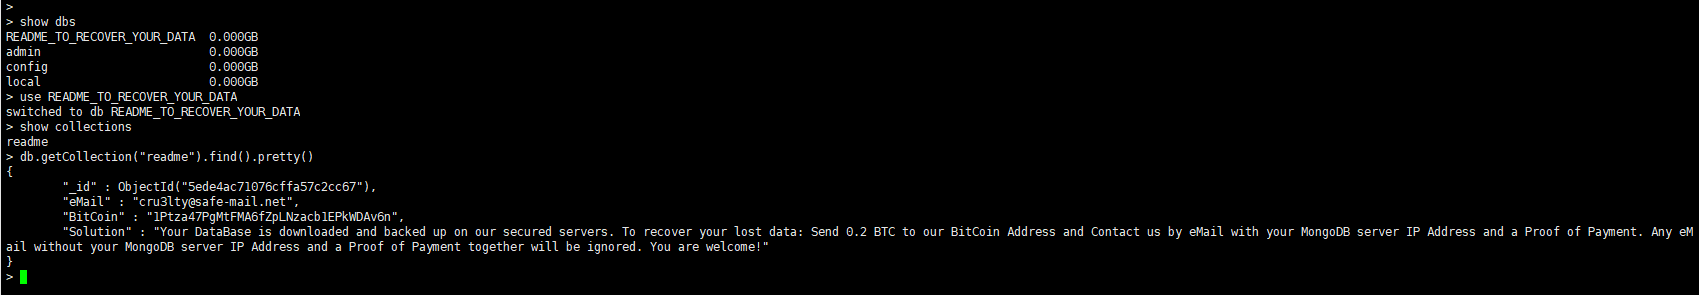 >
> show dbs
README_TO_RECOVER_YOUR_DATA  0.000GB
admin                        0.000GB
config                       0.000GB
local                        0.000GB
> use README_TO_RECOVER_YOUR_DATA
switched to db README_TO_RECOVER_YOUR_DATA
> show collections
readme
> db.getCollection("readme").find().pretty()
{
        "_id" : ObjectId("5ede4ac71076cffa57c2cc67"),
        "eMail" : "cru3lty@safe-mail.net",
        "BitCoin" : "1Ptza47PgMtFMA6fZpLNzacb1EPkWDAv6n",
        "Solution" : "Your DataBase is downloaded and backed up on our secured servers. To recover your lost data: Send 0.2 BTC to our BitCoin Address and Contact us by eMail with your MongoDB server IP Address and a Proof of Payment. Any eM
ail without your MongoDB server IP Address and a Proof of Payment together will be ignored. You are welcome!"
}
>